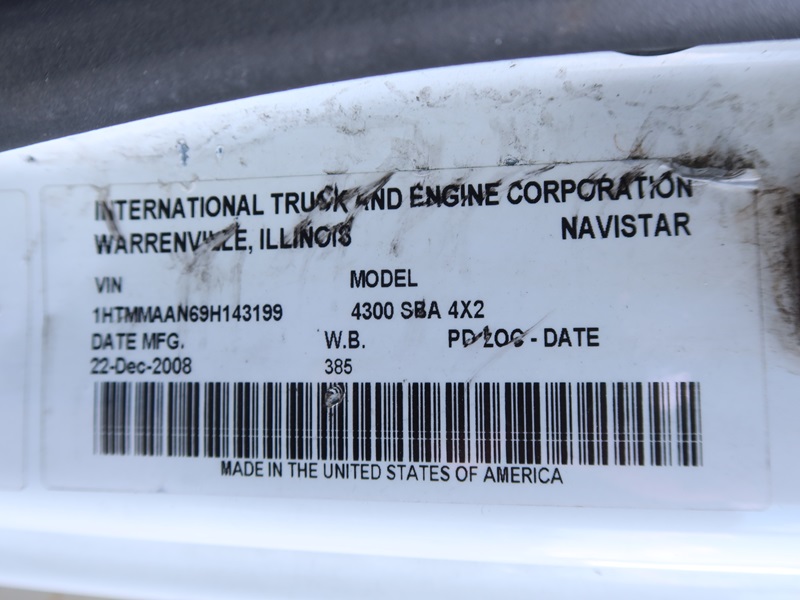 INTERNATIONAL TRUCK AND ENGINE CORPORATION
WARRENVILLE, ILLINOIS NAVISTAR
VIN MODEL
1HTMMAAN69H143199 4300 SBA 4X2
DATE MFG. W.B. PD LOC - DATE
22-Dec-2008 385
MADE IN THE UNITED STATES OF AMERICA